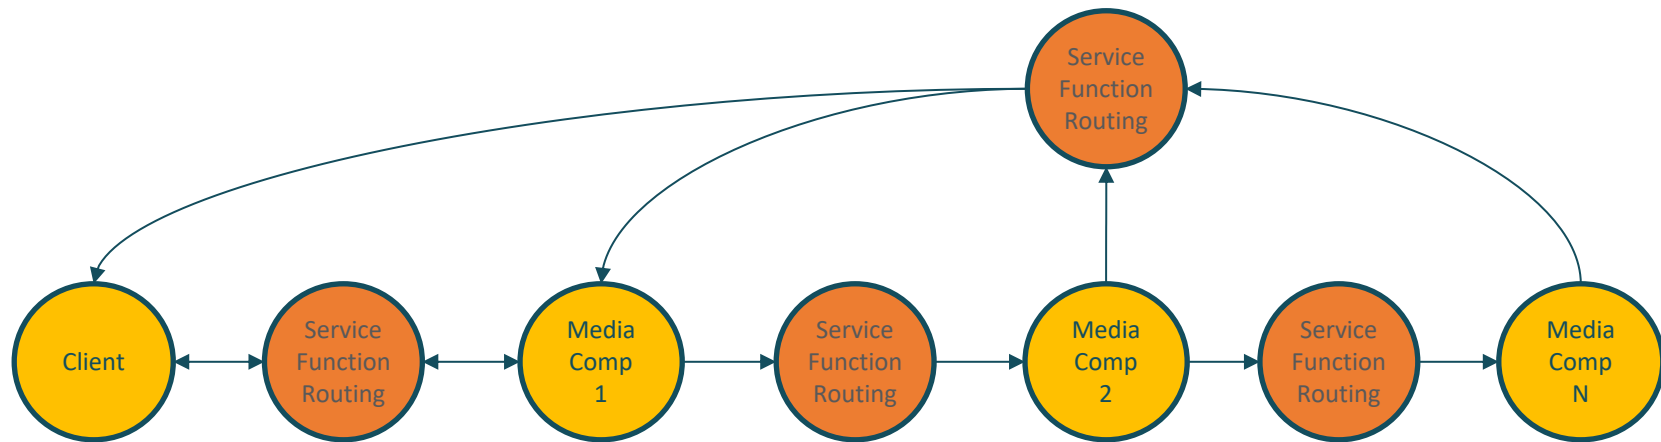 Service
Function
Routing
Client
Service
Function
Routing
Media
Comp
1
Service
Function
Routing
Media
Comp
2
Service
Function
Routing
Media
Comp
N